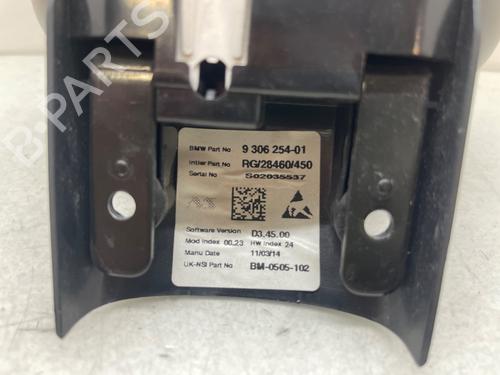 B-PARTS
BMW Part No 9 306 254-01
Intier Part No RG/28460/450
Serial No S02035537
Software Version D3.45.00
Mod Index 00.23 HW Index 24
Manu Date 11/03/14
UK-NSI Part No BM-0505-102